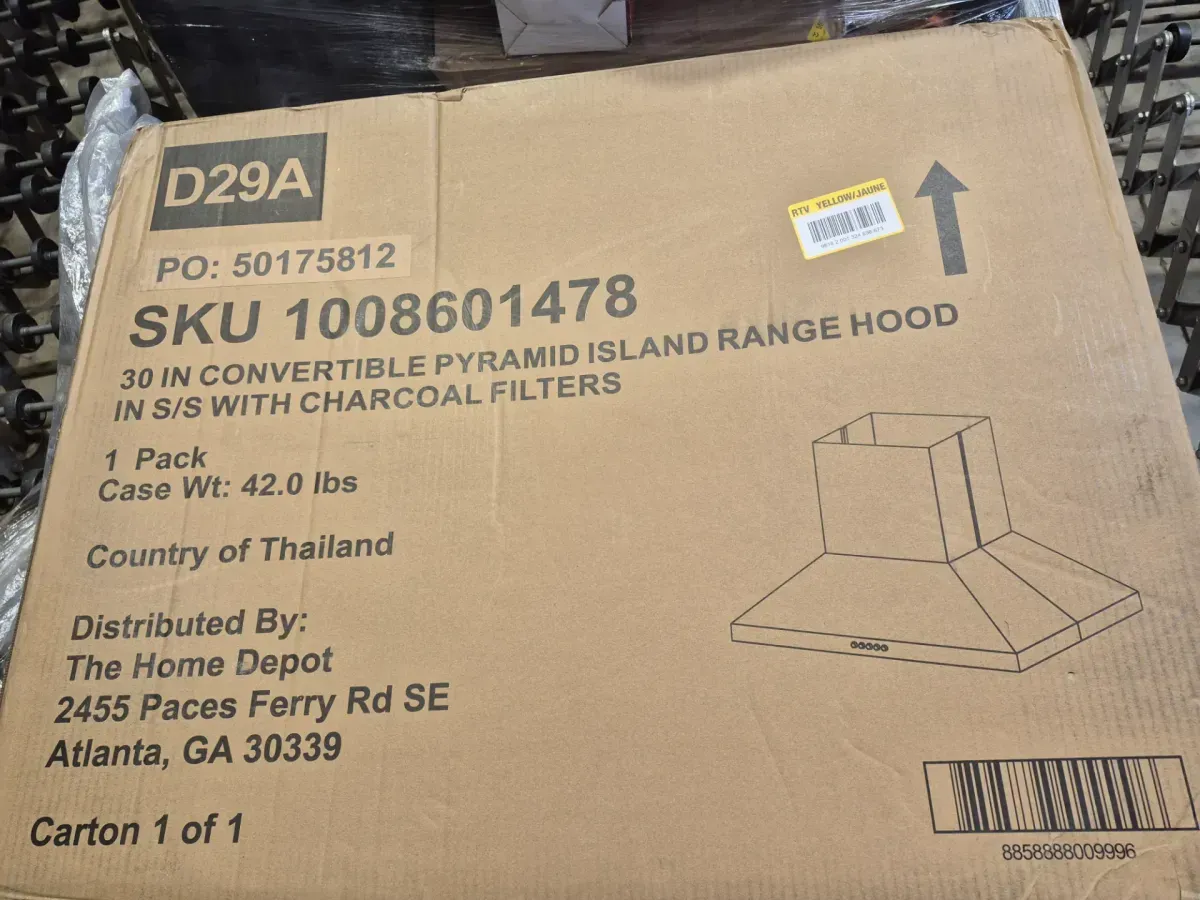 D29A
RTV YELLOW/JAUNE
PO: 50175812
SKU 1008601478
30 IN CONVERTIBLE PYRAMID ISLAND RANGE HOOD
IN S/S WITH CHARCOAL FILTERS
1 Pack
Case Wt: 42.0 lbs
Country of Thailand
Distributed By:
The Home Depot
2455 Paces Ferry Rd SE
Atlanta, GA 30339
Carton 1 of 1
8858888009996